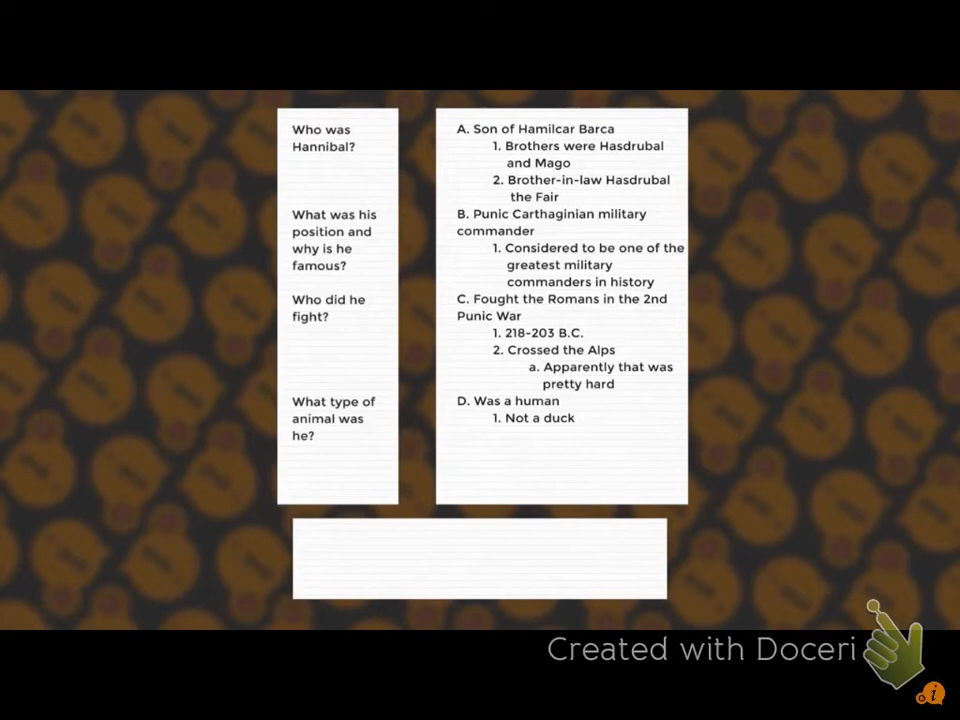 Who was
Hannibal?
What was his
position and
why is he
famous?
Who did he
fight?
What type of
animal was
he?
A. Son of Hamilcar Barca
1. Brothers were Hasdrubal
and Mago
2. Brother-in-law Hasdrubal
the Fair
B. Punic Carthaginian military
commander
1. Considered to be one of the
greatest military
commanders in history
C. Fought the Romans in the 2nd
Punic War
1. 218-203 B.C.
2. Crossed the Alps
a. Apparently that was
pretty hard
D. Was a human
1. Not a duck
Created with Doceri
i